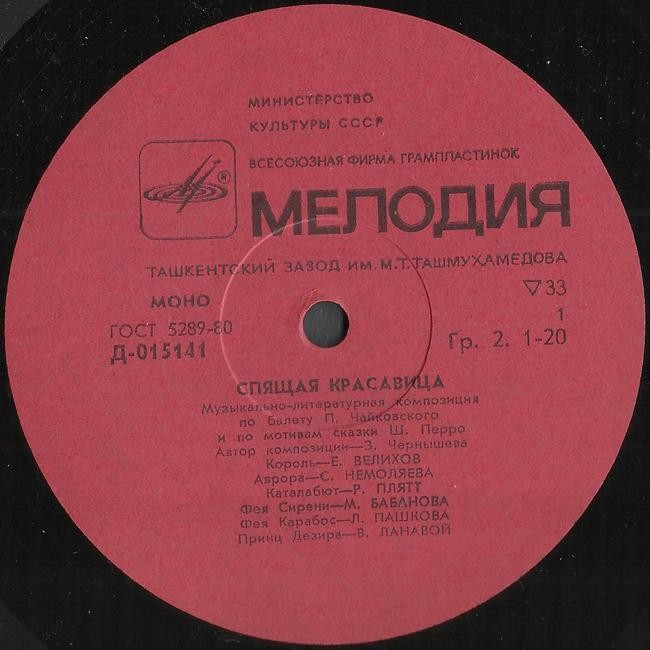 МИНИСТЕРСТВО
КУЛЬТУРЫ СССР
ВСЕСОЮЗНАЯ ФИРМА ГРАМПЛАСТИНОК
®
МЕЛОДИЯ
ТАШКЕНТСКИЙ ЗАВОД ИМ. М.Т.ТАШМУХАМЕДОВА
МОНО
▽33
ГОСТ 5289-80
1
Д-015141
Гр. 2. 1-20
СПЯЩАЯ КРАСАВИЦА
Музыкально-литературная композиция
по балету П. Чайковского
и по мотивам сказки Ш. Перро
Автор композиции—З. Чернышева
Король—Е. ВЕЛИХОВ
Аврора—С. НЕМОЛЯЕВА
Каталабют—Р. ПЛЯТТ
Фея Сирени—М. БАБАНОВА
Фея Карабос—Л. ПАШКОВА
Принц Дезира—В. ЛАНАВОЙ